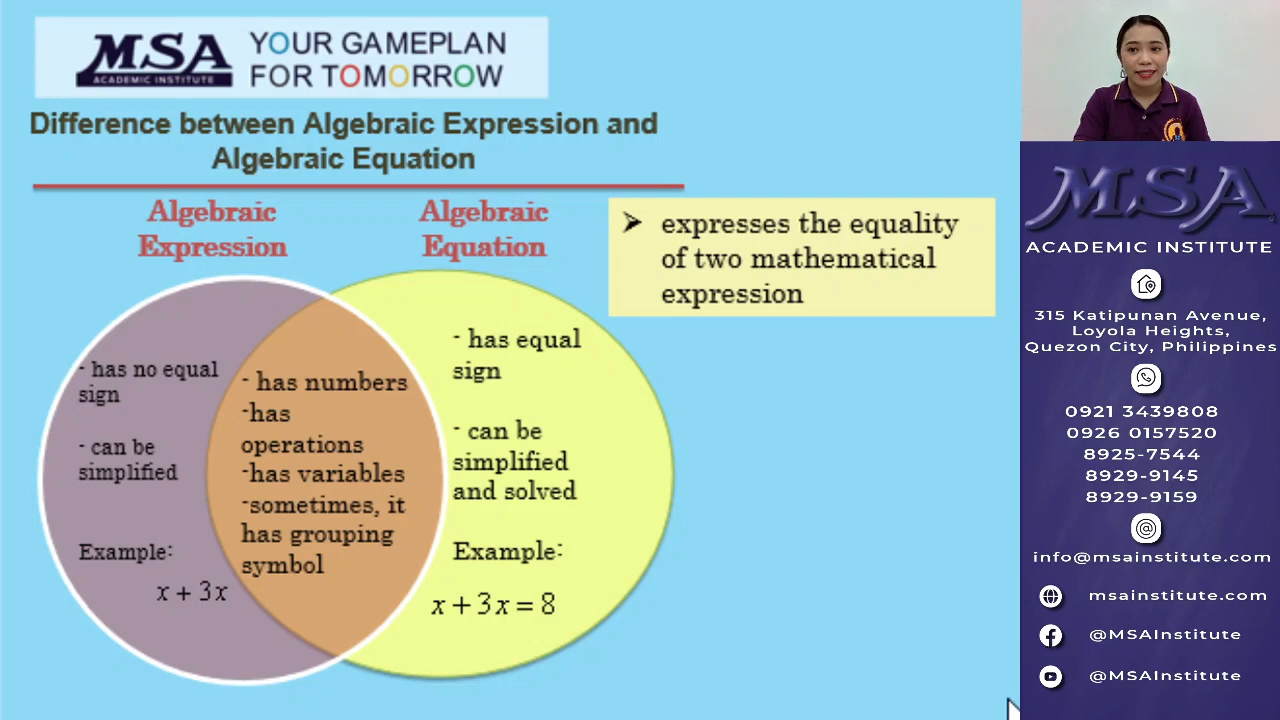 MSA
ACADEMIC INSTITUTE
YOUR GAMEPLAN
FOR TOMORROW
Difference between Algebraic Expression and
Algebraic Equation
Algebraic
Expression
- has no equal
sign
- can be
simplified
Example:
x + 3x
- has numbers
-has
operations
-has variables
-sometimes, it
has grouping
symbol
Algebraic
Equation
- has equal
sign
- can be
simplified
and solved
Example:
x + 3x = 8
➢ expresses the equality
of two mathematical
expression
MSA
ACADEMIC INSTITUTE
315 Katipunan Avenue,
Loyola Heights,
Quezon City, Philippines
0921 3439808
0926 0157520
8925-7544
8929-9145
8929-9159
info@msainstitute.com
msainstitute.com
@MSAInstitute
@MSAInstitute